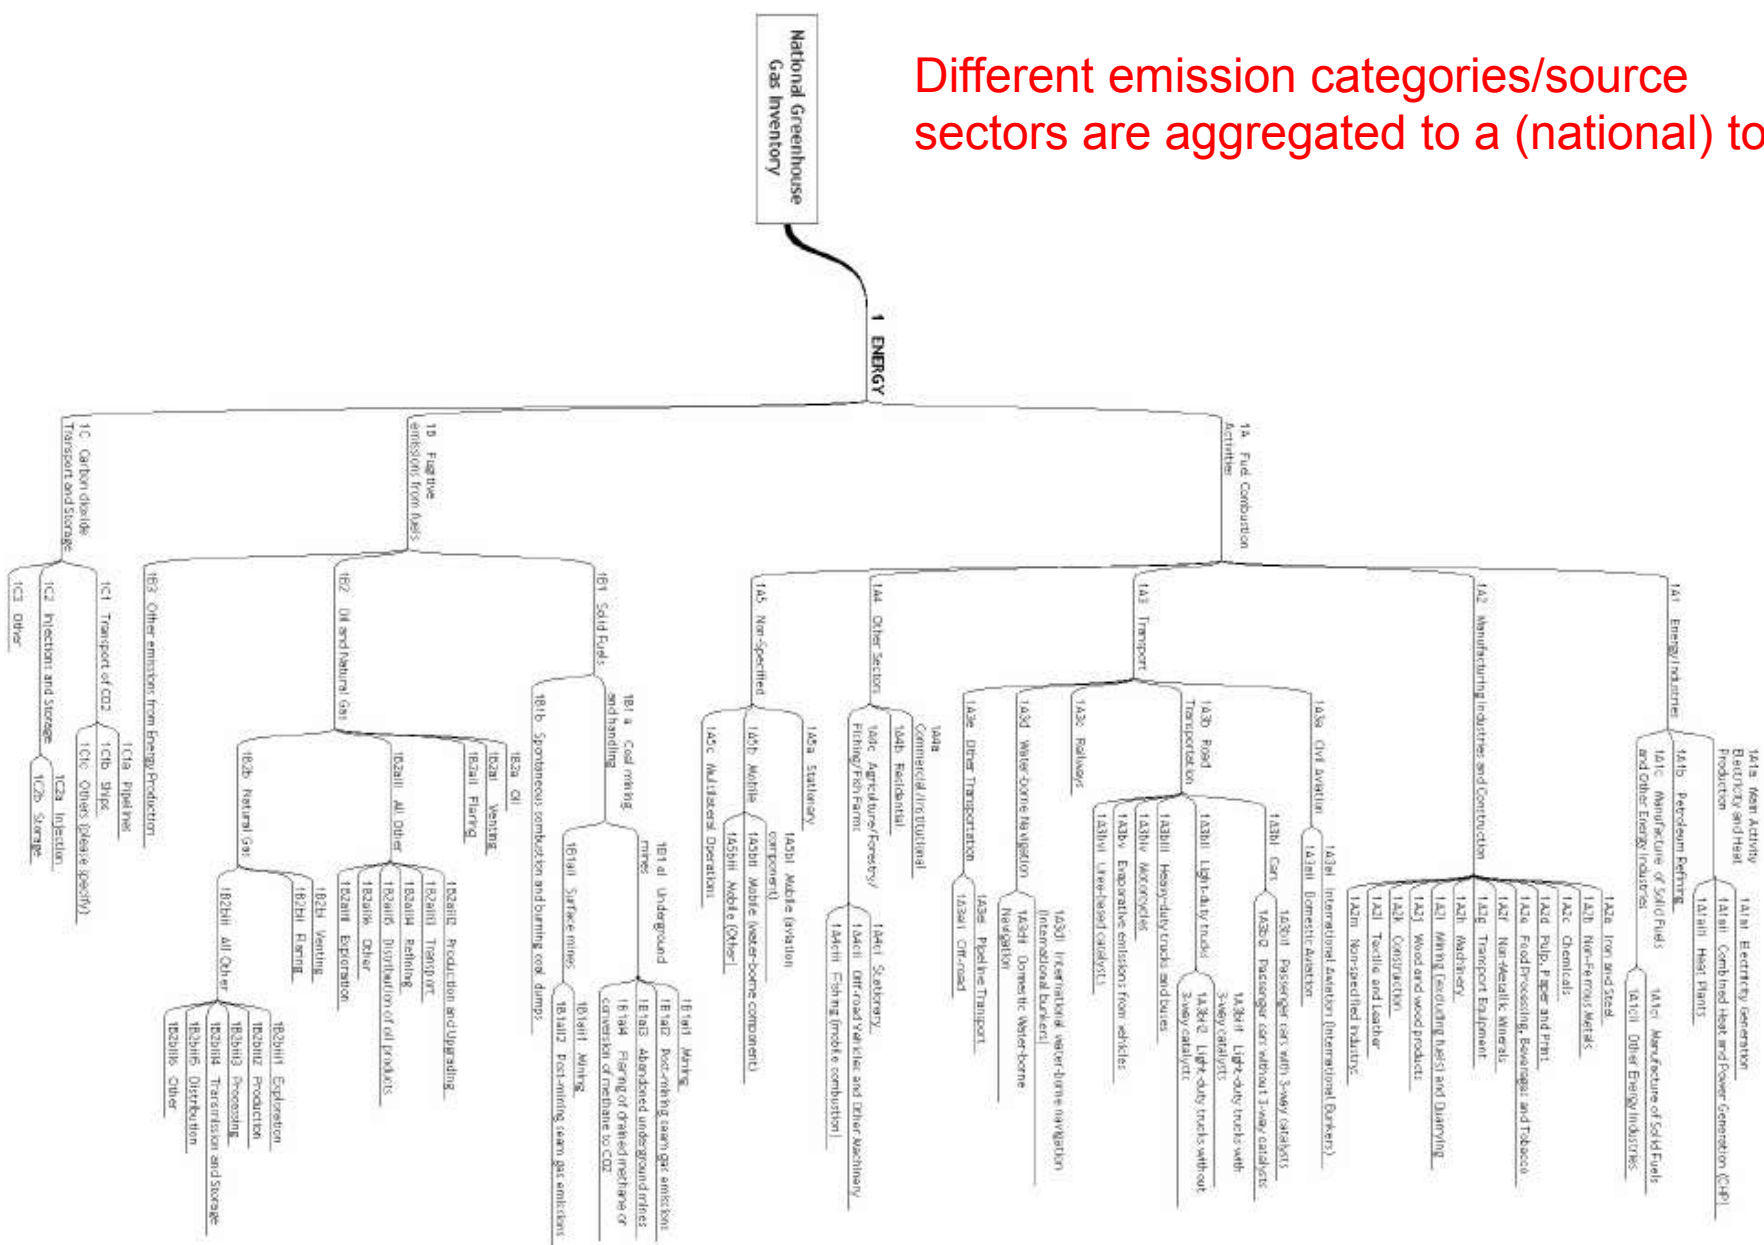 Different emission categories/source
sectors are aggregated to a (national) to
National Greenhouse
Gas Inventory
1 ENERGY
1A Fuel Combustion
Activities
1A1 Energy Industries
1A1a Main Activity
Electricity and Heat
Production
1A1ai Electricity Generation
1A1aii Combined Heat and Power Generation (CHP)
1A1aiii Heat Plants
1A1b Petroleum Refining
1A1c Manufacture of Solid Fuels
and Other Energy Industries
1A1ci Manufacture of Solid Fuels
1A1cii Other Energy Industries
1A2 Manufacturing Industries and Construction
1A2a Iron and Steel
1A2b Non-Ferrous Metals
1A2c Chemicals
1A2d Pulp, Paper and Print
1A2e Food Processing, Beverages and Tobacco
1A2f Non-Metallic Minerals
1A2g Transport Equipment
1A2h Machinery
1A2i Mining (excluding fuels) and Quarrying
1A2j Wood and wood products
1A2k Construction
1A2l Textile and Leather
1A2m Non-specified Industry:
1A3 Transport
1A3a Civil Aviation
1A3ai International Aviation (International Bunkers)
1A3aii Domestic Aviation
1A3b Road
Transportation
1A3bi Cars
1A3bi1 Passenger cars with 3-way catalysts
1A3bi2 Passenger cars without 3-way catalysts
1A3bii Light-duty trucks
1A3bii1 Light-duty trucks with
3-way catalysts
1A3bii2 Light-duty trucks without
3-way catalysts
1A3biii Heavy-duty trucks and buses
1A3biv Motorcycles
1A3bv Evaporative emissions from vehicles
1A3bvi Urea-based catalysts
1A3c Railways
1A3d Water-borne Navigation
1A3di International water-borne navigation
(International bunkers)
1A3dii Domestic Water-borne
Navigation
1A3e Other Transportation
1A3ei Pipeline Transport
1A3eii Off-road
1A4 Other Sectors
1A4a
Commercial/Institutional
1A4b Residential
1A4c Agriculture/Forestry/
Fishing/Fish Farms
1A4ci Stationary
1A4cii Off-road Vehicles and Other Machinery
1A4ciii Fishing (mobile combustion)
1A5 Non-Specified
1A5a Stationary
1A5b Mobile
1A5bi Mobile (aviation
component)
1A5bii Mobile (water-borne component)
1A5biii Mobile (Other)
1A5c Multilateral Operations
1B Fugitive
emissions from fuels
1B1 Solid Fuels
1B1 a Coal mining
and handling
1B1 ai Underground
mines
1B1ai1 Mining
1B1ai2 Post-mining seam gas emissions
1B1ai3 Abandoned underground mines
1B1ai4 Flaring of drained methane or
conversion of methane to CO2
1B1aii Surface mines
1B1aii1 Mining
1B1aii2 Post-mining seam gas emissions
1B1b Spontaneous combustion and burning coal dumps
1B2 Oil and Natural Gas
1B2a Oil
1B2ai Venting
1B2aii Flaring
1B2aiii All Other
1B2aiii2 Production and Upgrading
1B2aiii3 Transport
1B2aiii4 Refining
1B2aiii5 Distribution of oil products
1B2aiii6 Other
1B2aiii1 Exploration
1B2b Natural Gas
1B2bi Venting
1B2bii Flaring
1B2biii All Other
1B2biii1 Exploration
1B2biii2 Production
1B2biii3 Processing
1B2biii4 Transmission and Storage
1B2biii5 Distribution
1B2biii6 Other
1B3 Other emissions from Energy Production
1C Carbon dioxide
Transport and Storage
1C1 Transport of CO2
1C1a Pipelines
1C1b Ships
1C1c Others (please specify)
1C2 Injections and Storage
1C2a Injection
1C2b Storage
1C3 Other